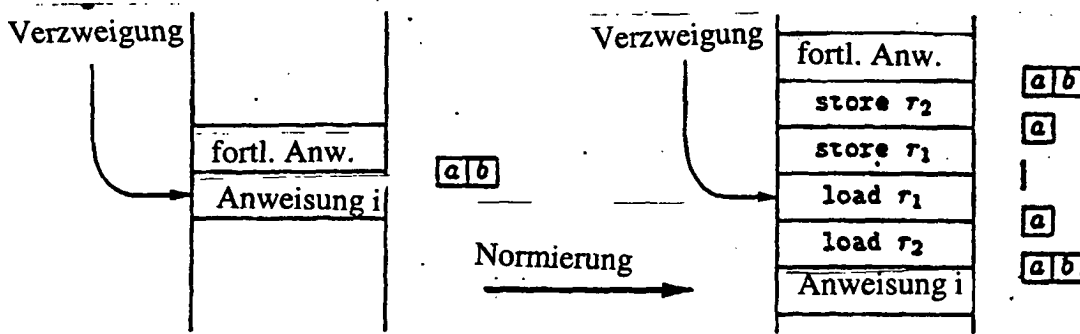 Verzweigung
fortl. Anw.
Anweisung i
a b
Normierung
Verzweigung
fortl. Anw.
a b
store r₂
a
store r₁
load r₁
a
load r₂
a b
Anweisung i